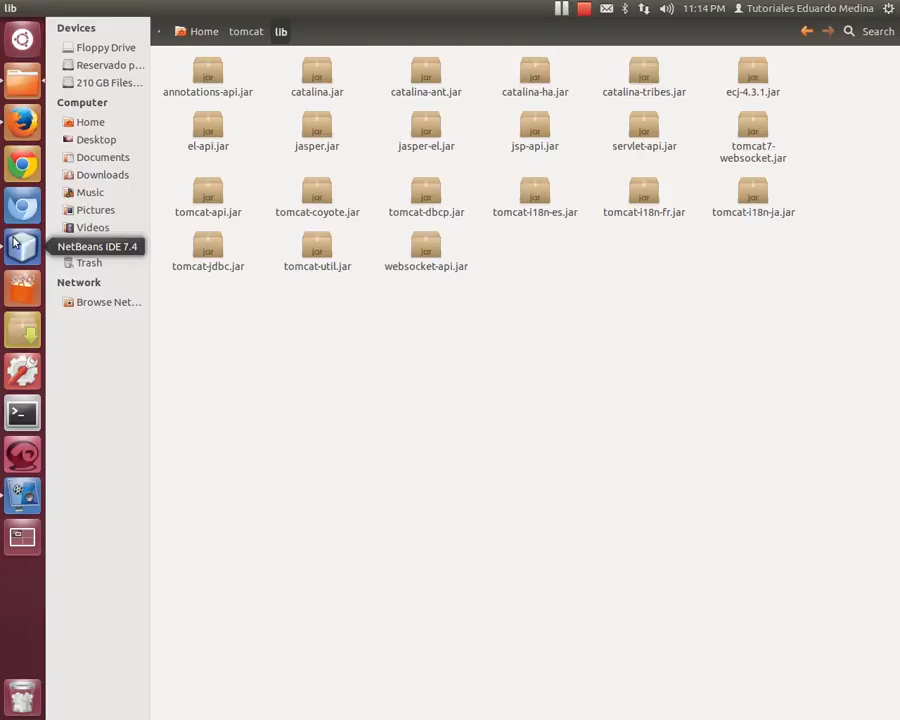 lib
11:14 PM
Tutoriales Eduardo Medina
Devices
Floppy Drive
Reservado p...
210 GB Files...
Computer
Home
Desktop
Documents
Downloads
Music
Pictures
Videos
NetBeans IDE 7.4
Trash
Network
Browse Net...
Home
tomcat
lib
Search
annotations-api.jar
catalina.jar
catalina-ant.jar
catalina-ha.jar
catalina-tribes.jar
ecj-4.3.1.jar
el-api.jar
jasper.jar
jasper-el.jar
jsp-api.jar
servlet-api.jar
tomcat7-
websocket.jar
tomcat-api.jar
tomcat-coyote.jar
tomcat-dbcp.jar
tomcat-i18n-es.jar
tomcat-i18n-fr.jar
tomcat-i18n-ja.jar
tomcat-jdbc.jar
tomcat-util.jar
websocket-api.jar